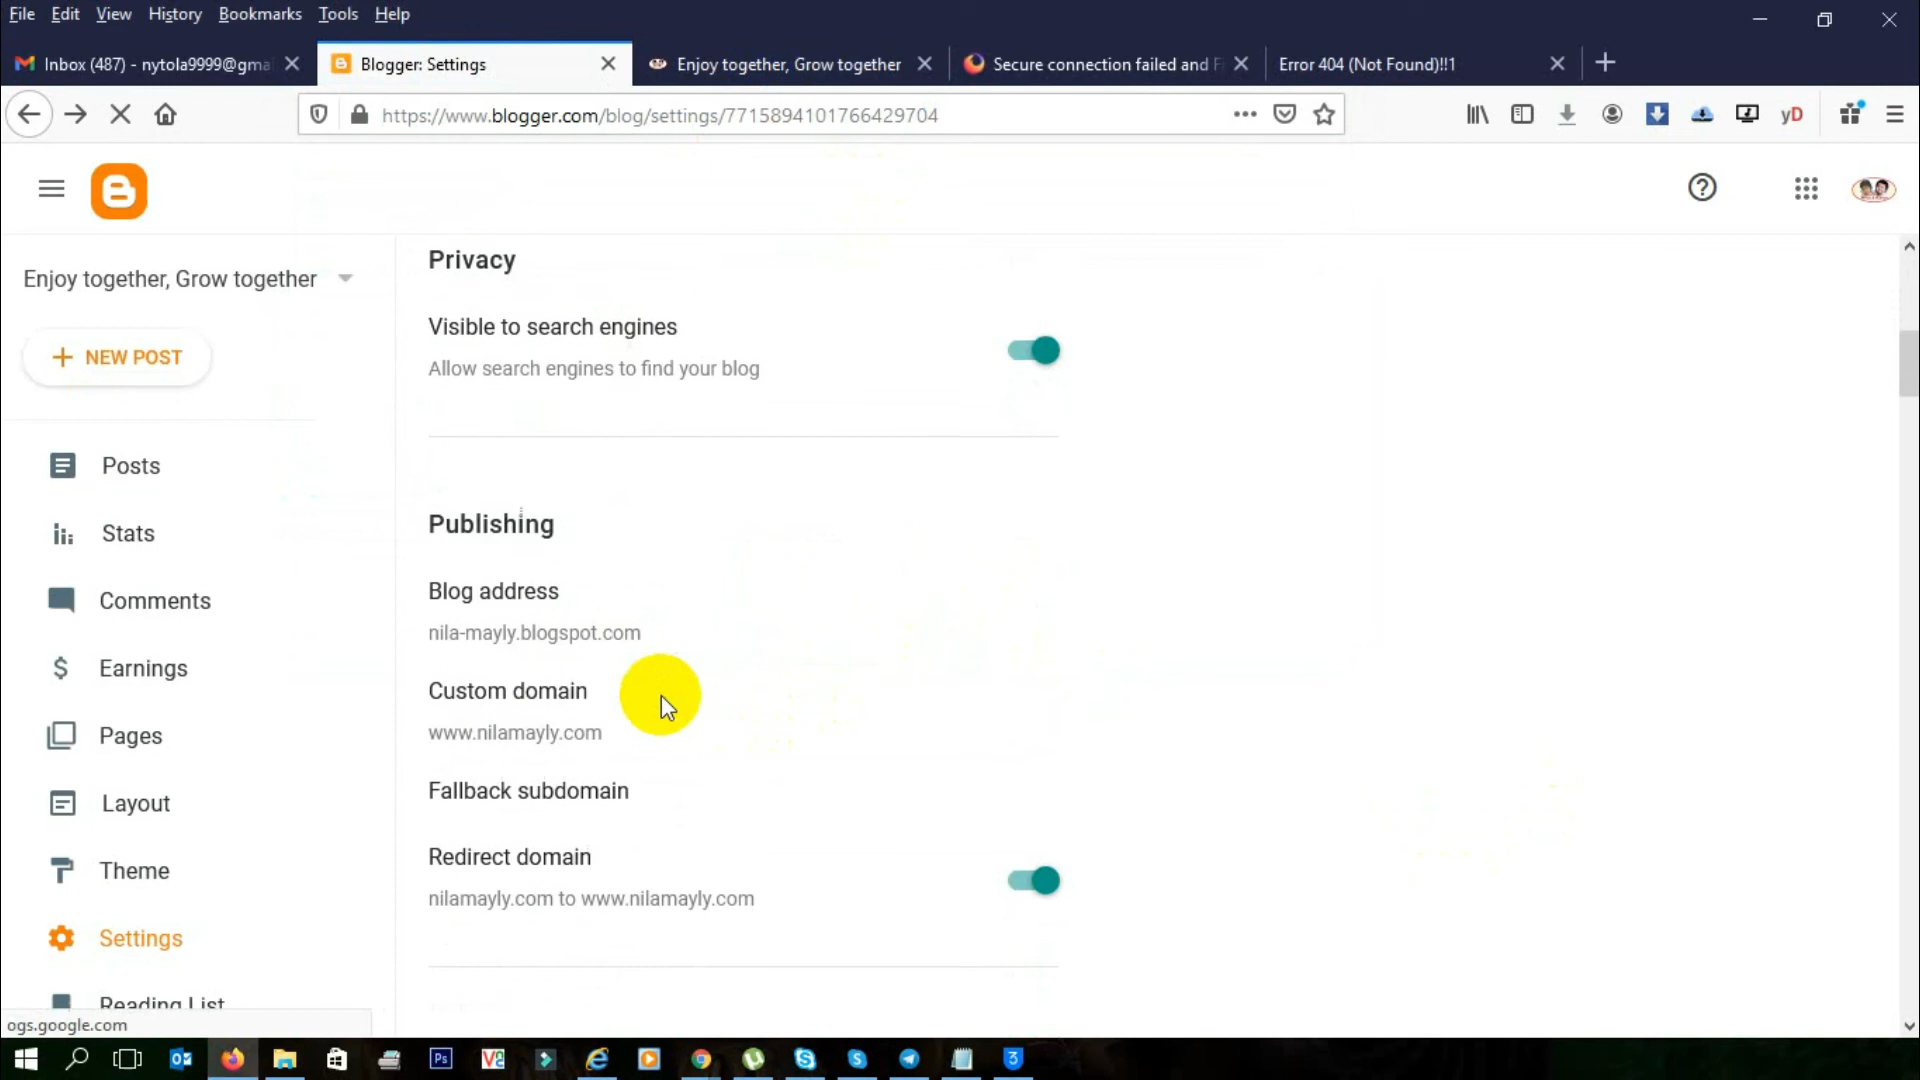 File Edit View History Bookmarks Tools Help
Inbox (487) - nytola9999@gma
Blogger: Settings
Enjoy together, Grow together
Secure connection failed and F
Error 404 (Not Found)!!1
https://www.blogger.com/blog/settings/7715894101766429704
yD
Enjoy together, Grow together
NEW POST
Posts
Stats
Comments
Earnings
Pages
Layout
Theme
Settings
Reading List
Privacy
Visible to search engines
Allow search engines to find your blog
Publishing
Blog address
nila-mayly.blogspot.com
Custom domain
www.nilamayly.com
Fallback subdomain
Redirect domain
nilamayly.com to www.nilamayly.com
ogs.google.com
Ps